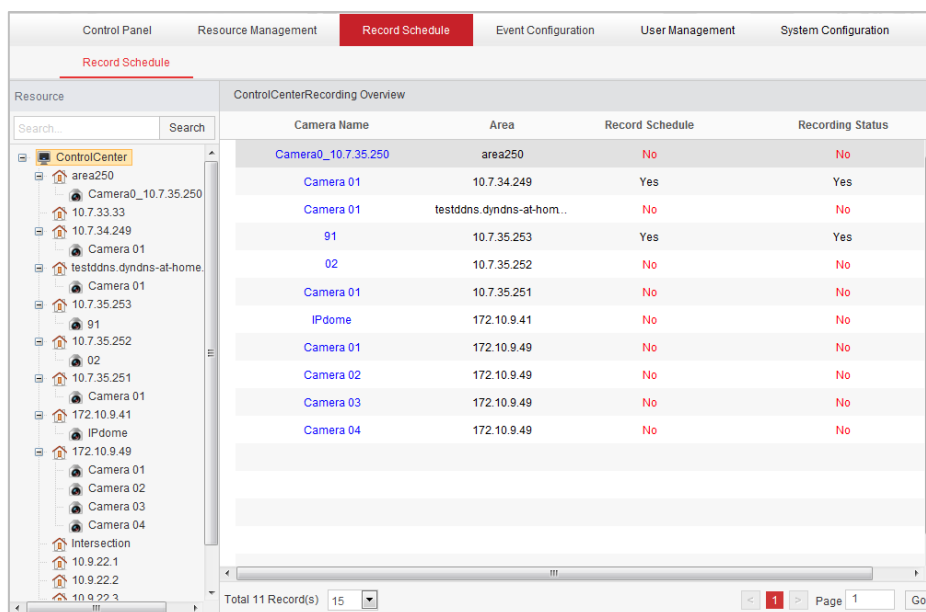 Control Panel Resource Management Record Schedule Event Configuration User Management System Configuration
Record Schedule
Resource
Search... Search
ControlCenter
area250
Camera0_10.7.35.250
10.7.33.33
10.7.34.249
Camera 01
testddns.dyndns-at-home.
Camera 01
10.7.35.253
91
10.7.35.252
02
10.7.35.251
Camera 01
172.10.9.41
IPdome
172.10.9.49
Camera 01
Camera 02
Camera 03
Camera 04
Intersection
10.9.22.1
10.9.22.2
10.9.22.3
ControlCenterRecording Overview
Camera Name Area Record Schedule Recording Status
Camera0_10.7.35.250 area250 No No
Camera 01 10.7.34.249 Yes Yes
Camera 01 testddns.dyndns-at-hom... No No
91 10.7.35.253 Yes Yes
02 10.7.35.252 No No
Camera 01 10.7.35.251 No No
IPdome 172.10.9.41 No No
Camera 01 172.10.9.49 No No
Camera 02 172.10.9.49 No No
Camera 03 172.10.9.49 No No
Camera 04 172.10.9.49 No No
Total 11 Record(s) 15 < 1 > Page 1 Go